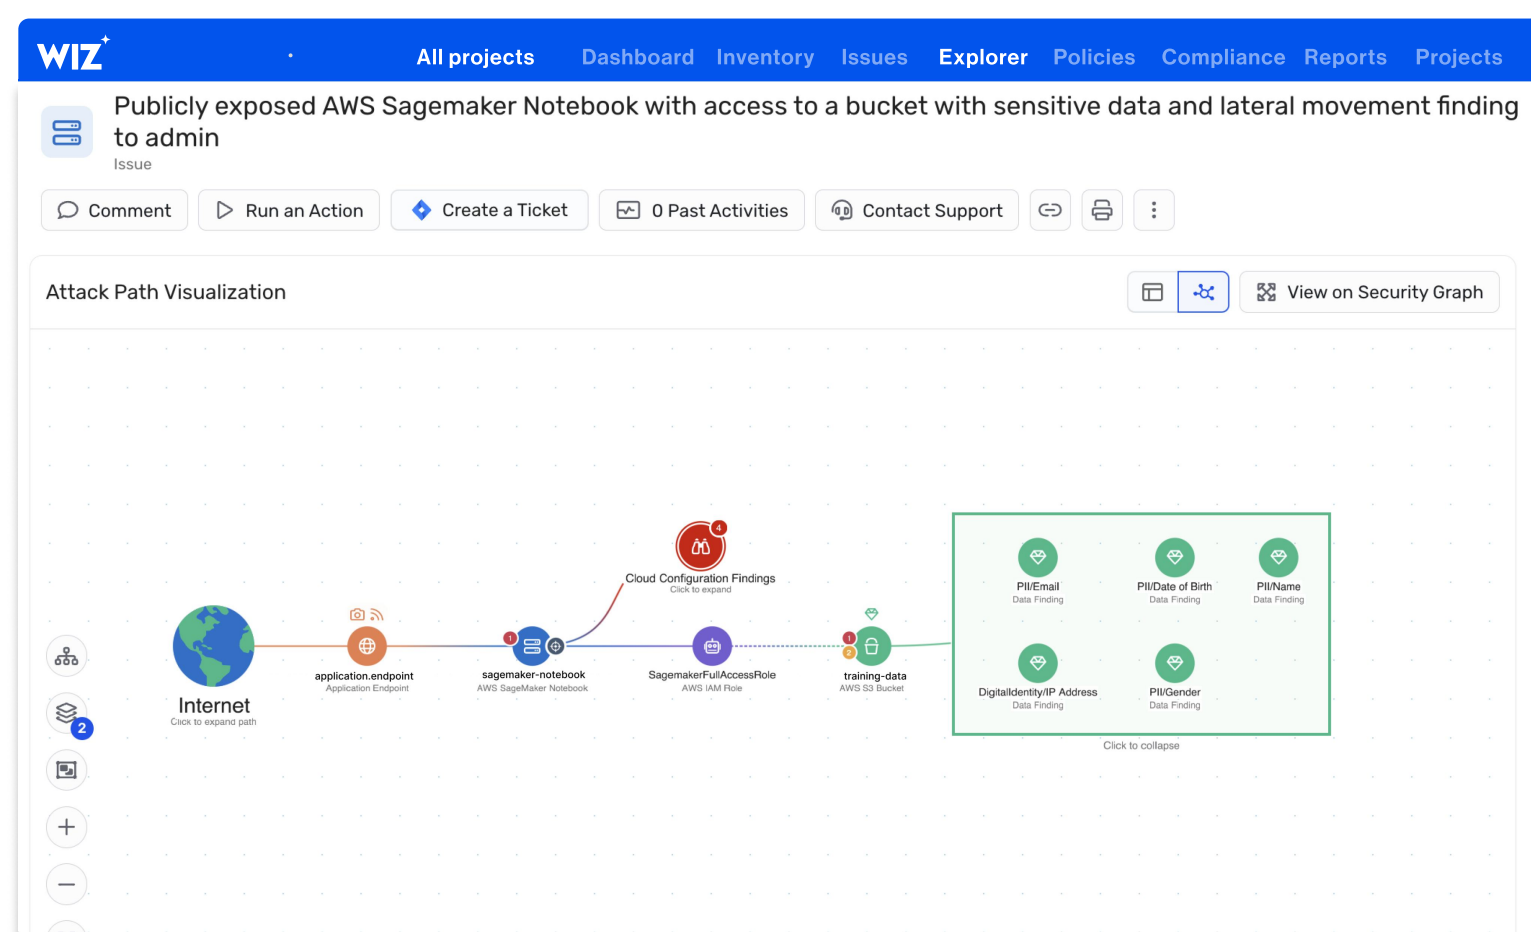 WIZ
All projects Dashboard Inventory Issues Explorer Policies Compliance Reports Projects
Publicly exposed AWS Sagemaker Notebook with access to a bucket with sensitive data and lateral movement finding
to admin
Issue
Comment Run an Action Create a Ticket 0 Past Activities Contact Support
Attack Path Visualization View on Security Graph
4
Cloud Configuration Findings
Click to expand
PII/Email PII/Date of Birth PII/Name
Data Finding Data Finding Data Finding
1 1
2
application.endpoint sagemaker-notebook SagemakerFullAccessRole training-data
Application Endpoint AWS SageMaker Notebook AWS IAM Role AWS S3 Bucket
DigitalIdentity/IP Address PII/Gender
Data Finding Data Finding
Internet
Click to expand path
2
Click to collapse